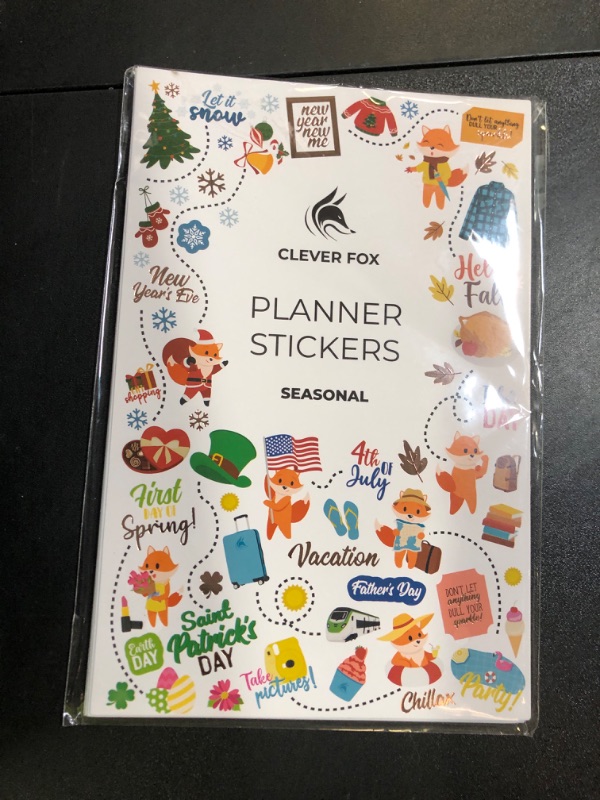 Let it
snow
new
year
new
me
Don't let anything
DULL YOUR
CLEVER FOX
New
Year's Eve
PLANNER
STICKERS
Fall
SEASONAL
shopping
DAY
4th OF
July
First
DAY OF
Spring!
Vacation
Father's Day
DON'T LET
anything
DULL YOUR
sparkle!
Earth
DAY
Saint
Patrick's
DAY
Take
pictures!
Party!